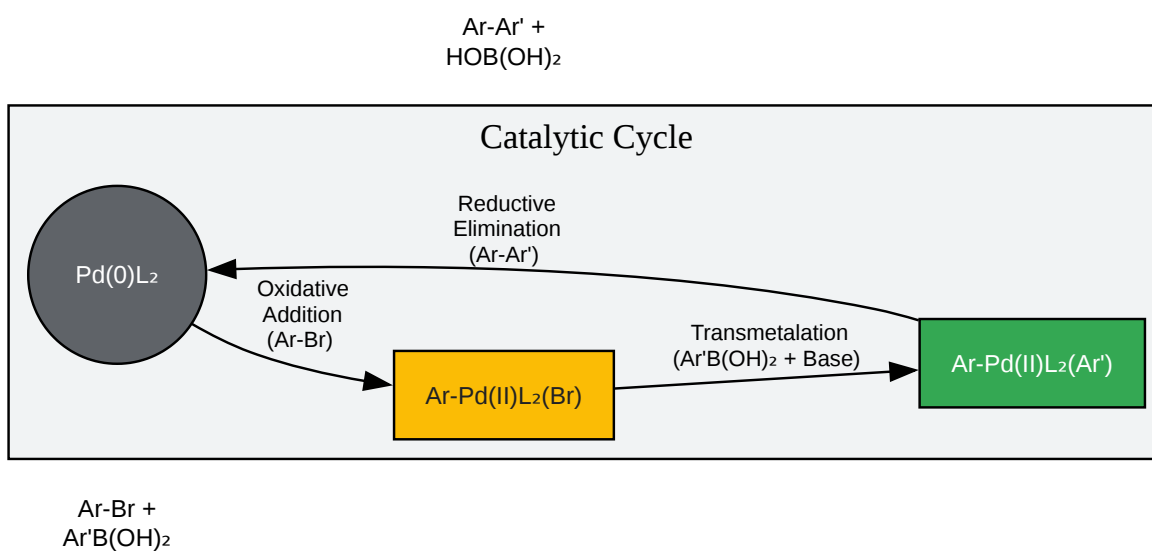 Ar-Ar' +
HOB(OH)₂
Catalytic Cycle
Reductive
Elimination
(Ar-Ar')
Pd(0)L₂
Oxidative
Addition
(Ar-Br)
Transmetalation
(Ar'B(OH)₂ + Base)
Ar-Pd(II)L₂(Ar')
Ar-Pd(II)L₂(Br)
Ar-Br +
Ar'B(OH)₂